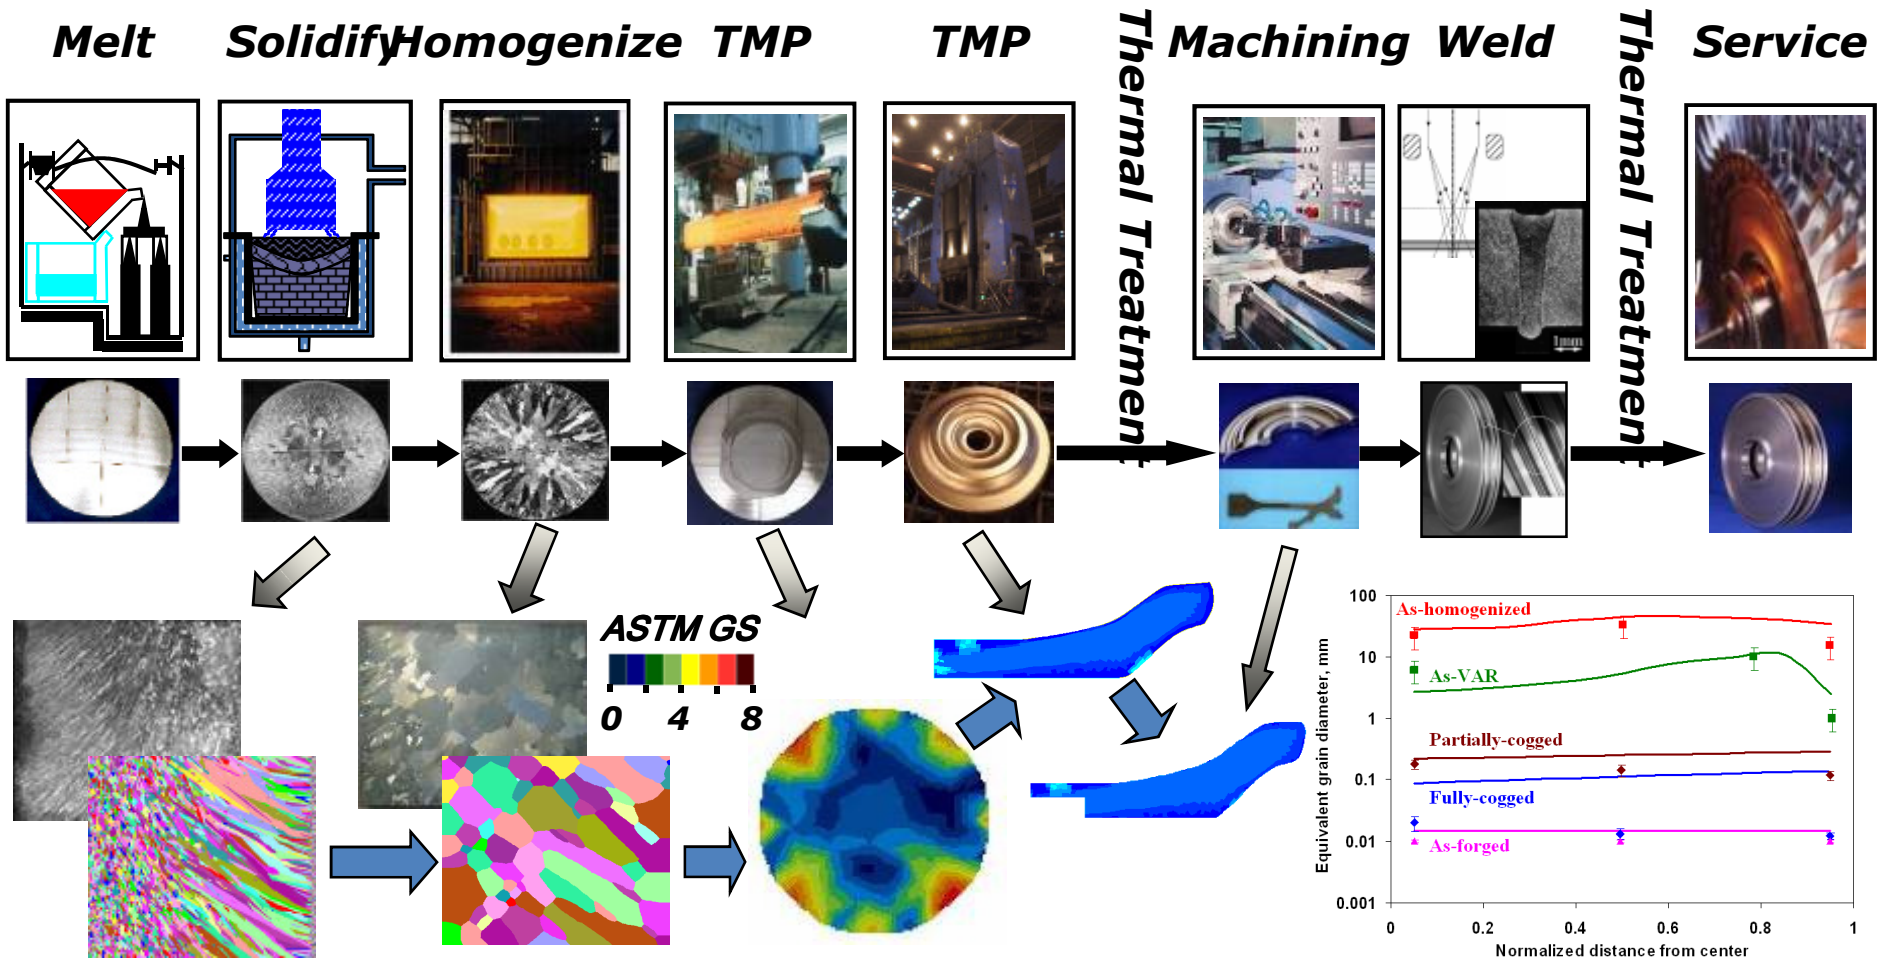 Melt
Solidify
Homogenize
TMP
TMP
Thermal Treatment
Machining
Weld
Thermal Treatment
Service
1mm
ASTM GS
0 4 8
Equivalent grain diameter, mm
100
10
1
0.1
0.01
0.001
As-homogenized
As-VAR
Partially-cogged
Fully-cogged
As-forged
0 0.2 0.4 0.6 0.8 1
Normalized distance from center